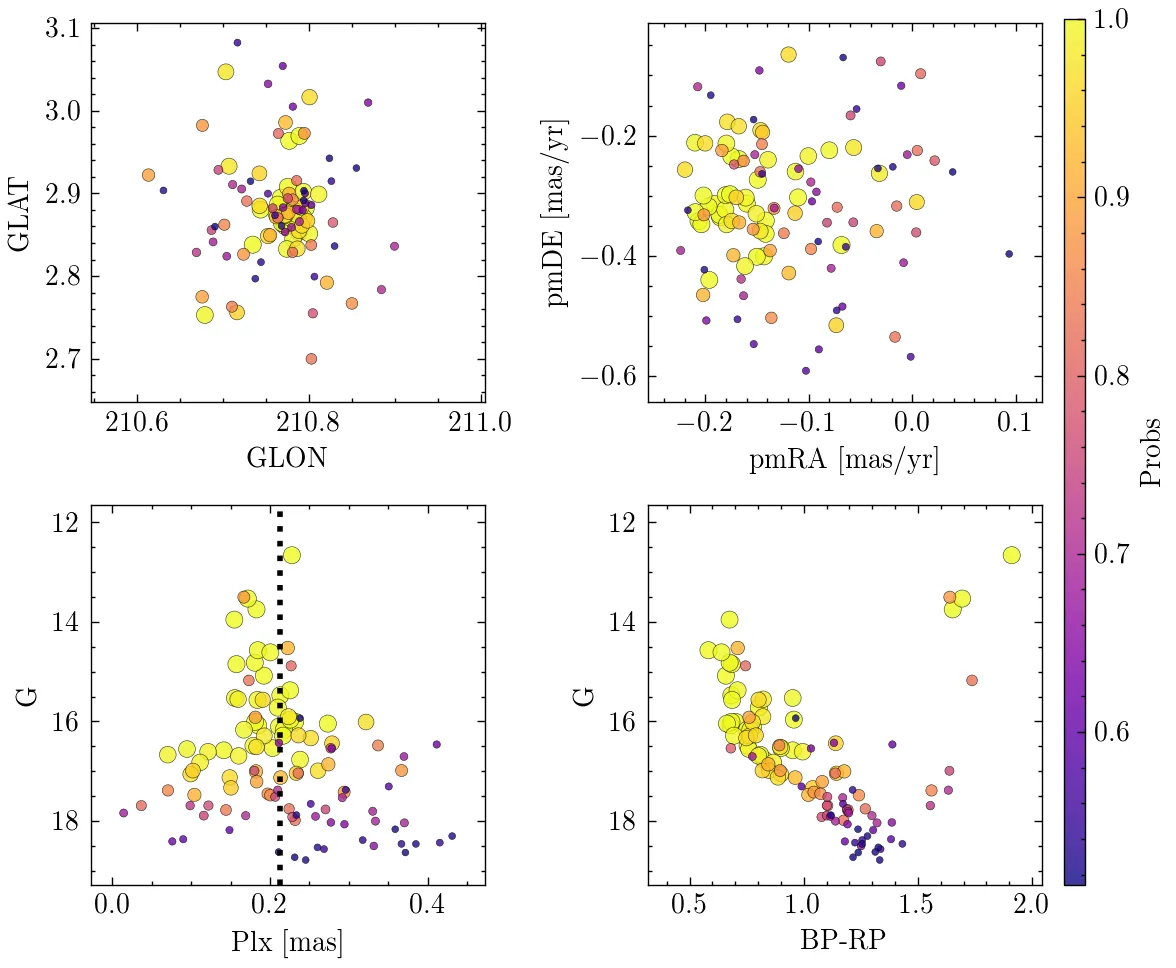 3.1
3.0
2.9
2.8
2.7
GLAT
210.6 210.8 211.0
GLON
−0.2
−0.4
−0.6
pmDE [mas/yr]
−0.2 −0.1 0.0 0.1
pmRA [mas/yr]
12
14
16
18
G
0.0 0.2 0.4
Plx [mas]
12
14
16
18
G
0.5 1.0 1.5 2.0
BP-RP
1.0
0.9
0.8
0.7
0.6
Probs